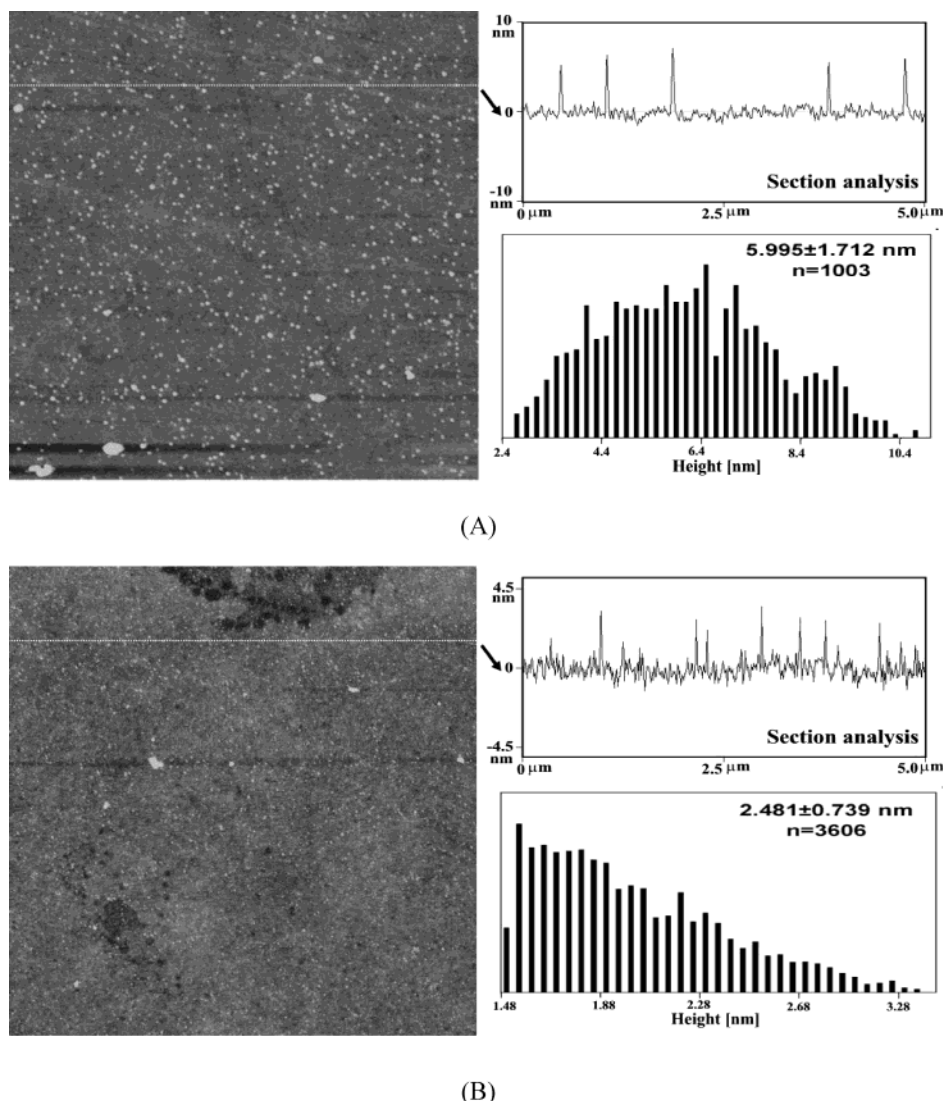 10
nm
0
-10
nm
Section analysis
0 μm
2.5 μm
5.0 μm
5.995±1.712 nm
n=1003
2.4
4.4
6.4
8.4
10.4
Height [nm]
(A)
4.5
nm
0
-4.5
nm
Section analysis
0 μm
2.5 μm
5.0 μm
2.481±0.739 nm
n=3606
1.48
1.88
2.28
2.68
3.28
Height [nm]
(B)